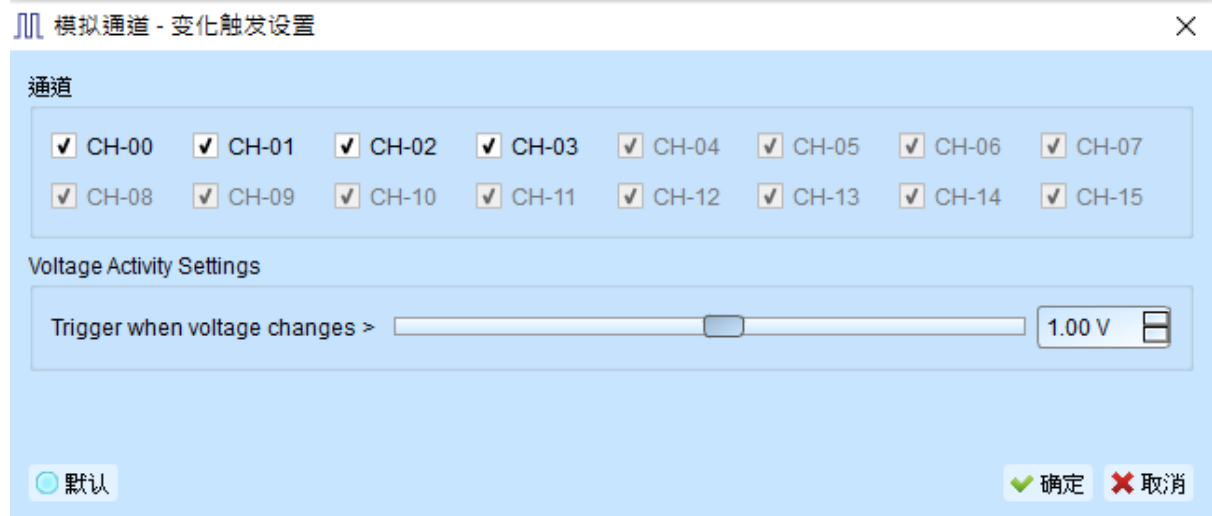 模拟通道 - 变化触发设置
通道
CH-00 CH-01 CH-02 CH-03 CH-04 CH-05 CH-06 CH-07
CH-08 CH-09 CH-10 CH-11 CH-12 CH-13 CH-14 CH-15
Voltage Activity Settings
Trigger when voltage changes > 1.00 V
默认 确定 取消